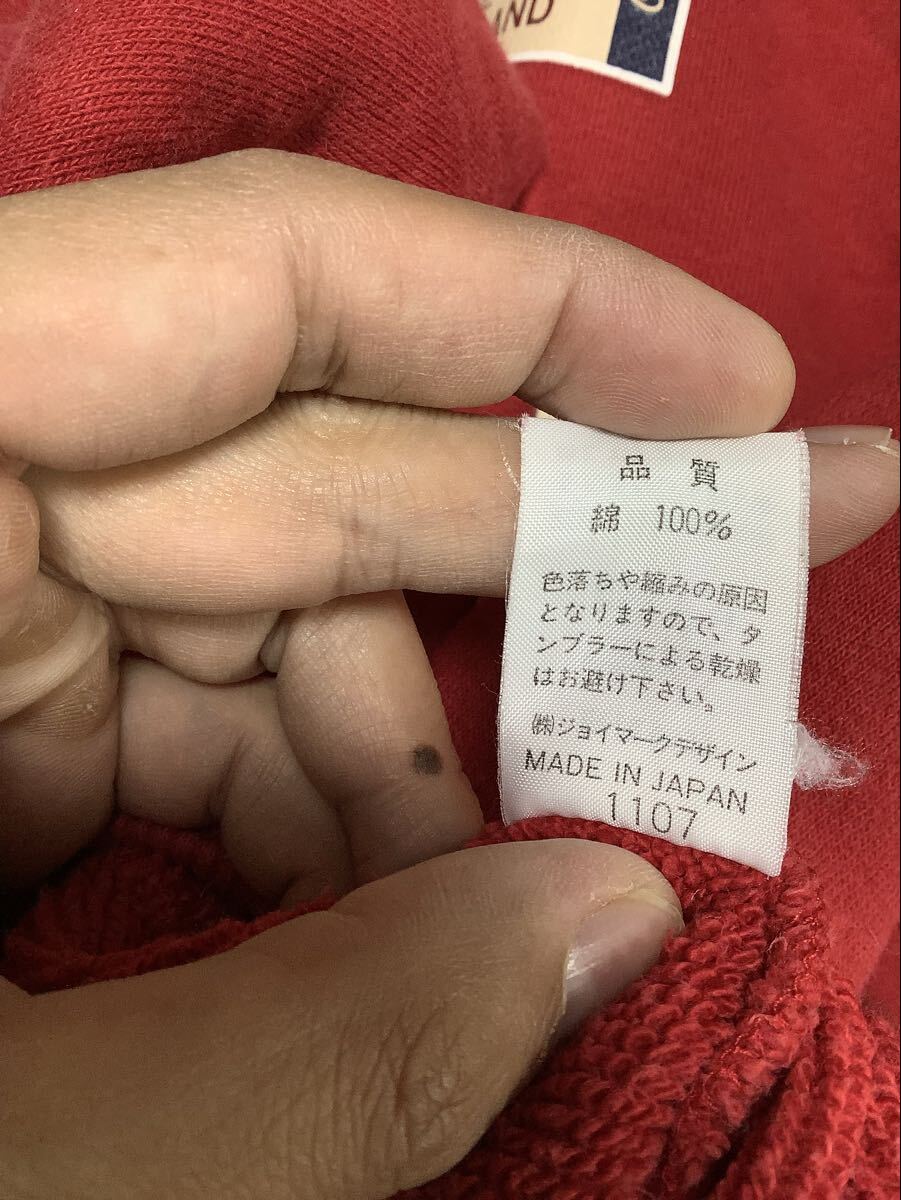 AND
品 質
綿 100%
色落ちや縮みの原因
となりますので、タ
ンブラーによる乾燥
はお避け下さい。
㈱ジョイマークデザイン
MADE IN JAPAN
1107